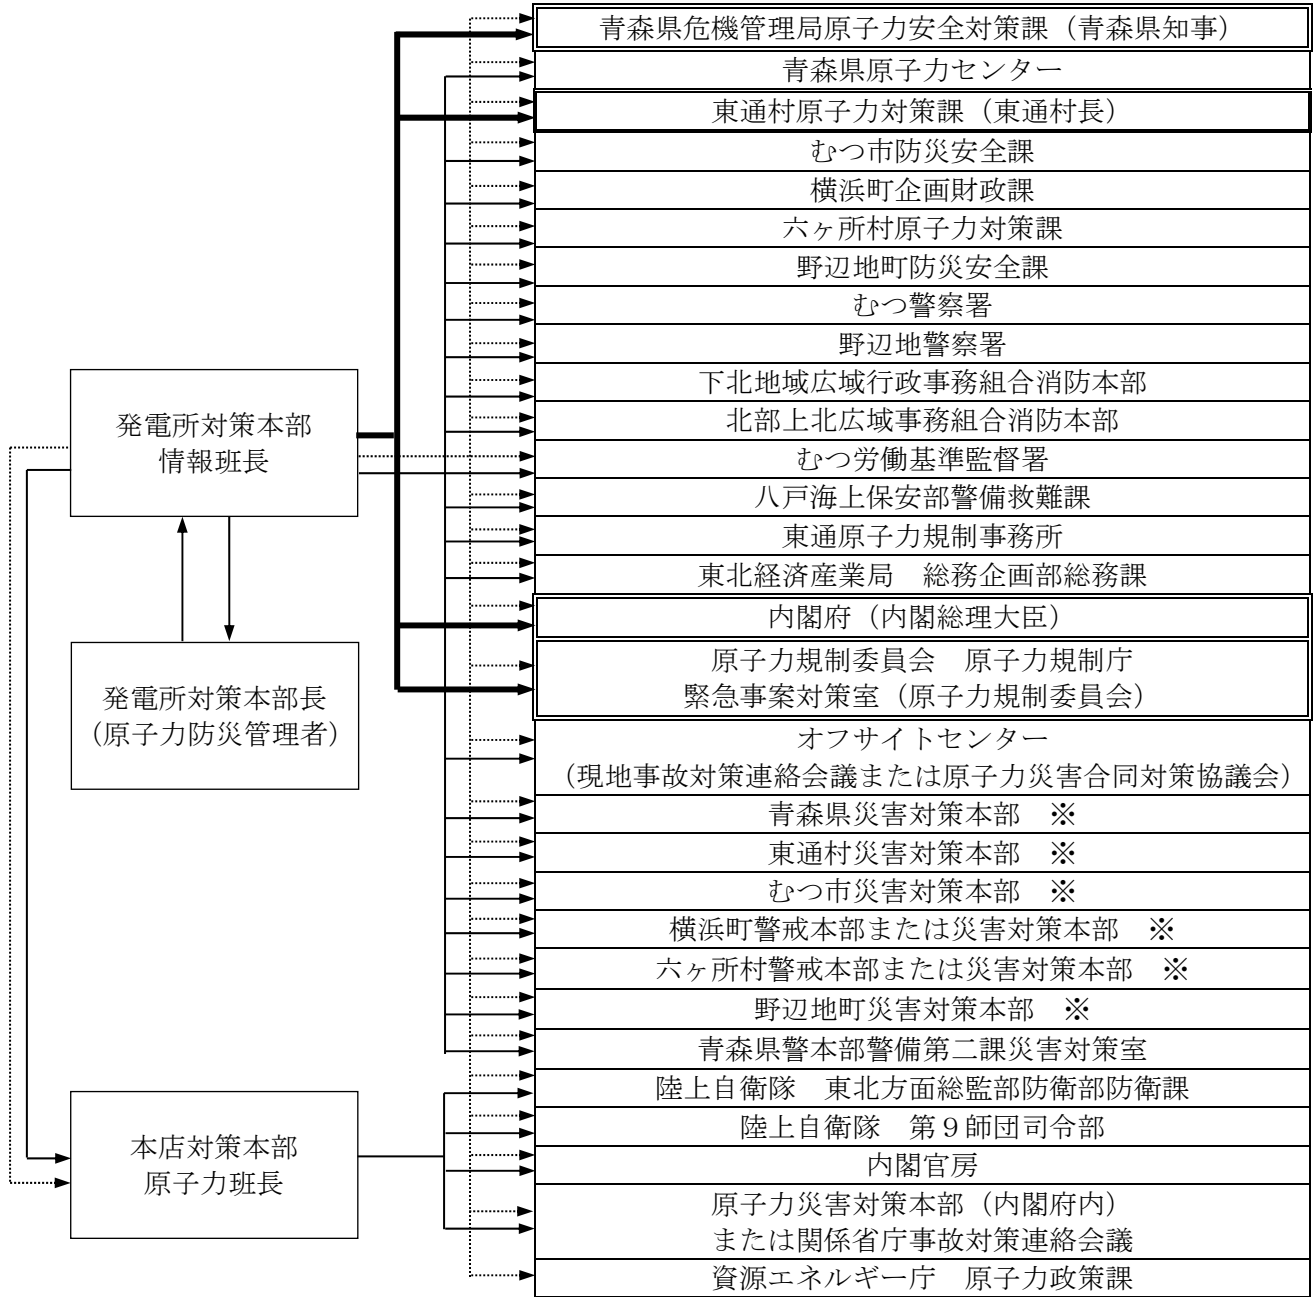 青森県危機管理局原子力安全対策課（青森県知事）
青森県原子力センター
東通村原子力対策課（東通村長）
むつ市防災安全課
横浜町企画財政課
六ヶ所村原子力対策課
野辺地町防災安全課
むつ警察署
野辺地警察署
下北地域広域行政事務組合消防本部
北部上北広域事務組合消防本部
むつ労働基準監督署
八戸海上保安部警備救難課
東通原子力規制事務所
東北経済産業局　総務企画部総務課
内閣府（内閣総理大臣）
原子力規制委員会　原子力規制庁
緊急事案対策室（原子力規制委員会）
オフサイトセンター
（現地事故対策連絡会議または原子力災害合同対策協議会）
青森県災害対策本部　※
東通村災害対策本部　※
むつ市災害対策本部　※
横浜町警戒本部または災害対策本部　※
六ヶ所村警戒本部または災害対策本部　※
野辺地町災害対策本部　※
青森県警本部警備第二課災害対策室
陸上自衛隊　東北方面総監部防衛部防衛課
陸上自衛隊　第９師団司令部
内閣官房
原子力災害対策本部（内閣府内）
または関係省庁事故対策連絡会議
資源エネルギー庁　原子力政策課
発電所対策本部
情報班長
発電所対策本部長
（原子力防災管理者）
本店対策本部
原子力班長